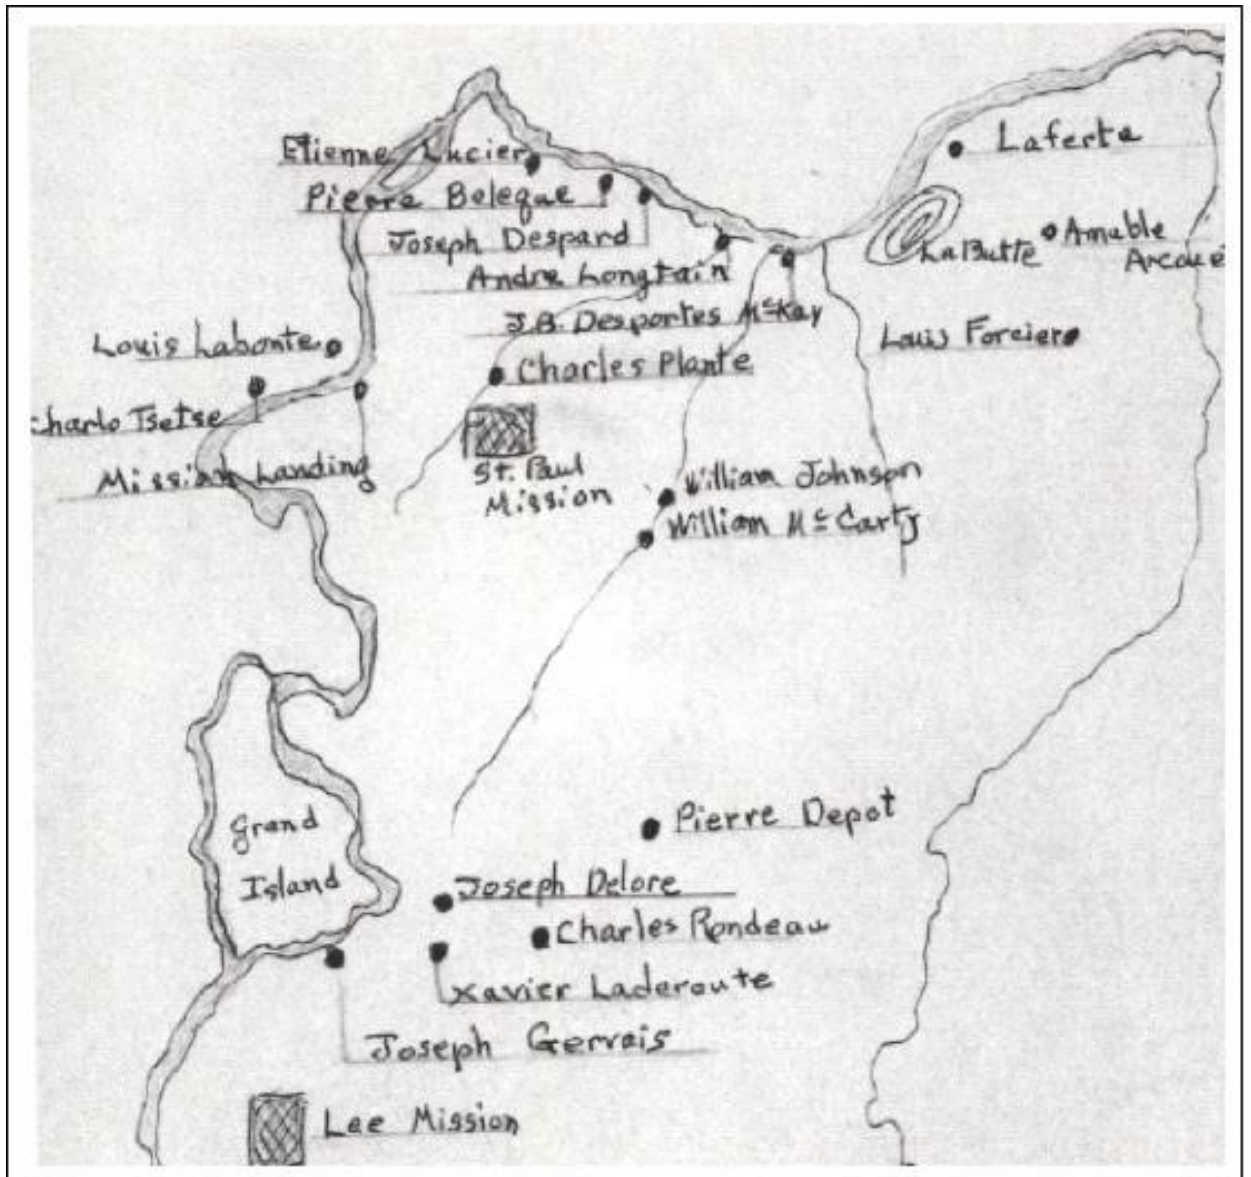 Laferte
Etienne Lucier
Pierre Beleque
Joseph Despard
Amable
Arcoue
LaButte
Andre Longtain
J.B. Desportes McKay
Louis Forcier
Louis Labonte
Charles Plante
Charlo Tsetse
Mission Landing
St. Paul
Mission
William Johnson
William McCarty
Pierre Depot
Grand
Island
Joseph Delore
Charles Rondeau
Xavier Laderoute
Joseph Gervais
Lee Mission